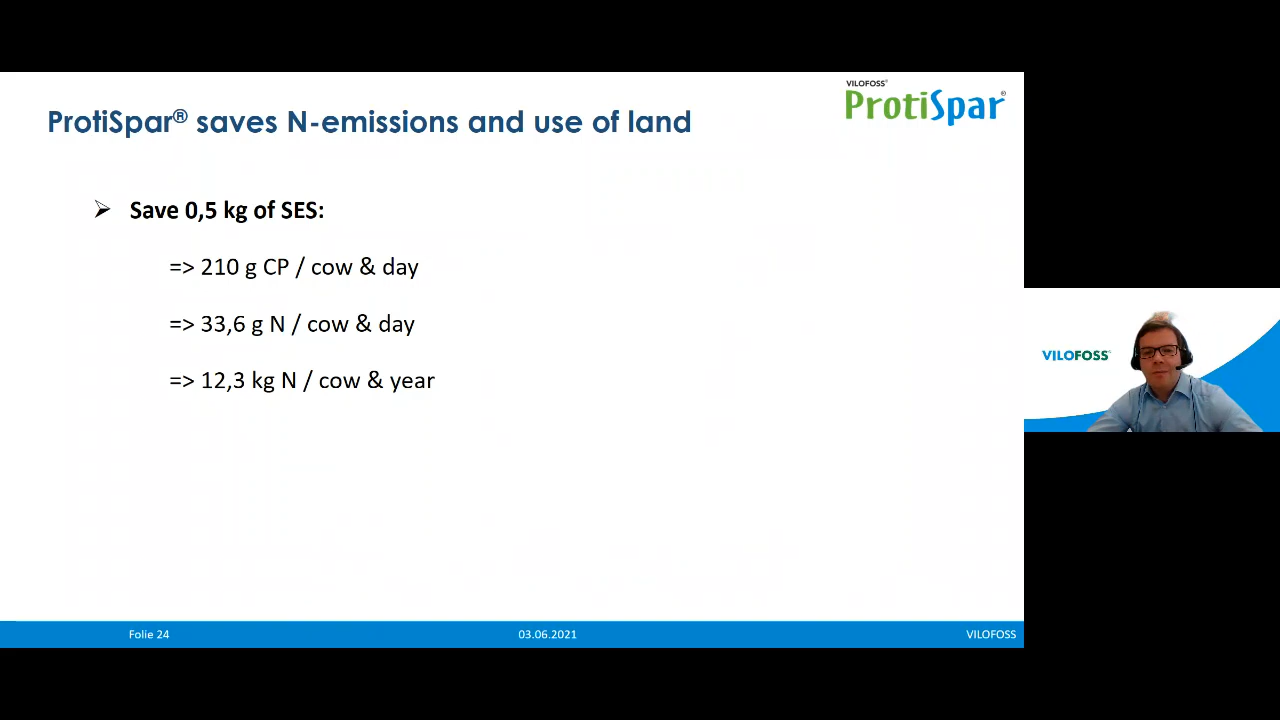 VILOFOSS®
ProtiSpar®
ProtiSpar® saves N-emissions and use of land
➢ Save 0,5 kg of SES:
=> 210 g CP / cow & day
=> 33,6 g N / cow & day
=> 12,3 kg N / cow & year
VILOFOSS®
Folie 24
03.06.2021
VILOFOSS